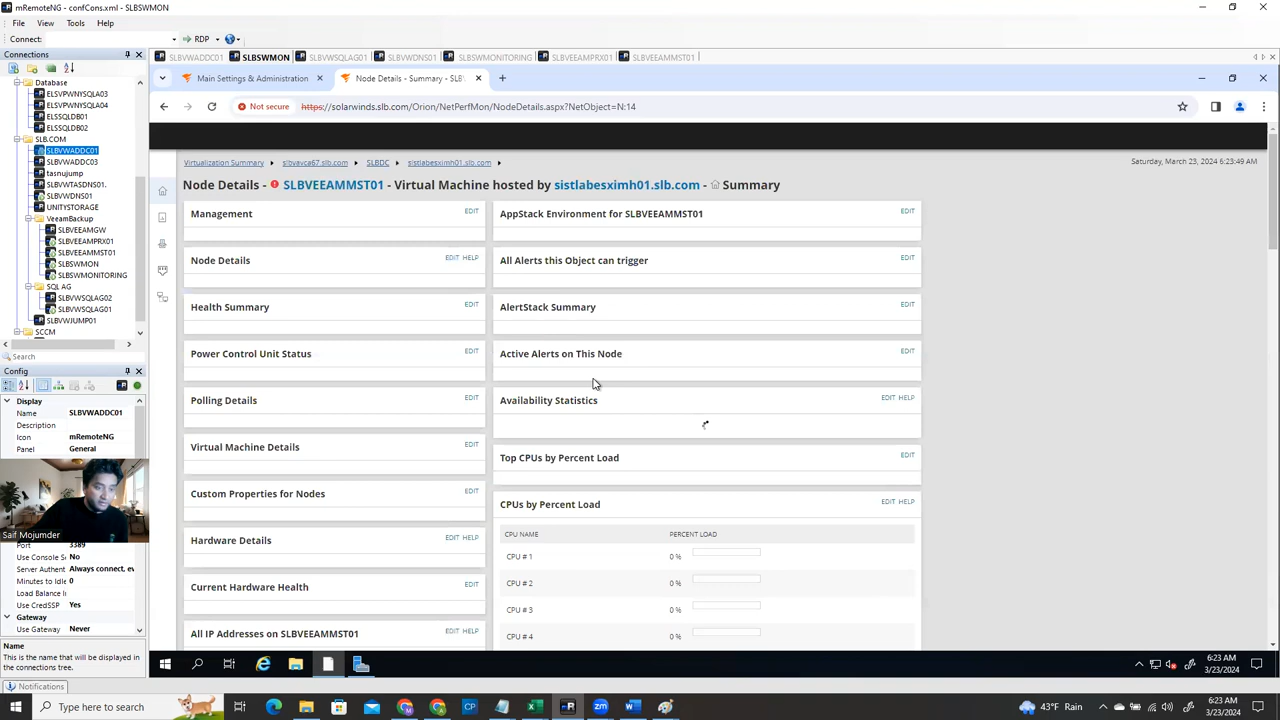 mRemoteNG - confCons.xml - SLBSWMON
File View Tools Help
Connect: RDP
Connections
Database
ELSVPWNYSQLA03
ELSVPWNYSQLA04
ELSSQLDB01
ELSSQLDB02
SLB.COM
SLBVWADDC01
SLBVWADDC03
tasnujump
SLBVWTASDNS01.
SLBVWDNS01
UNITYSTORAGE
VeeamBackup
SLBVEEAMGW
SLBVEEAMPRX01
SLBVEEAMMST01
SLBSWMON
SLBSWMONITORING
SQL AG
SLBVWSQLAG02
SLBVWSQLAG01
SLBVWJUMP01
SCCM
Search
Config
Display
Name SLBVWADDC01
Description
Icon mRemoteNG
Panel General
Saif Mojumder
Port 3389
Use Console S No
Server Authent Always connect, ev
Minutes to Idle 0
Load Balance In
Use CredSSP Yes
Gateway
Use Gateway Never
Name
This is the name that will be displayed in
the connections tree.
Notifications
SLBVWADDC01 SLBSWMON SLBVWSQLAG01 SLBVWDNS01 SLBSWMONITORING SLBVEEAMPRX01 SLBVEEAMMST01
Main Settings & Administration Node Details - Summary - SLB
Not secure https://solarwinds.slb.com/Orion/NetPerfMon/NodeDetails.aspx?NetObject=N:14
Virtualization Summary slbvavca67.slb.com SLBDC sistlabesximh01.slb.com
Saturday, March 23, 2024 6:23:49 AM
Node Details - SLBVEEAMMST01 - Virtual Machine hosted by sistlabesximh01.slb.com - Summary
Management EDIT
Node Details EDIT HELP
Health Summary EDIT
Power Control Unit Status EDIT
Polling Details EDIT
Virtual Machine Details EDIT
Custom Properties for Nodes EDIT
Hardware Details EDIT HELP
Current Hardware Health EDIT
All IP Addresses on SLBVEEAMMST01 EDIT HELP
AppStack Environment for SLBVEEAMMST01 EDIT
All Alerts this Object can trigger EDIT
AlertStack Summary EDIT
Active Alerts on This Node EDIT
Availability Statistics EDIT HELP
Top CPUs by Percent Load EDIT
CPUs by Percent Load EDIT HELP
CPU NAME PERCENT LOAD
CPU # 1 0 %
CPU # 2 0 %
CPU # 3 0 %
CPU # 4 0 %
6:23 AM
3/23/2024
Type here to search
43°F Rain
6:23 AM
3/23/2024